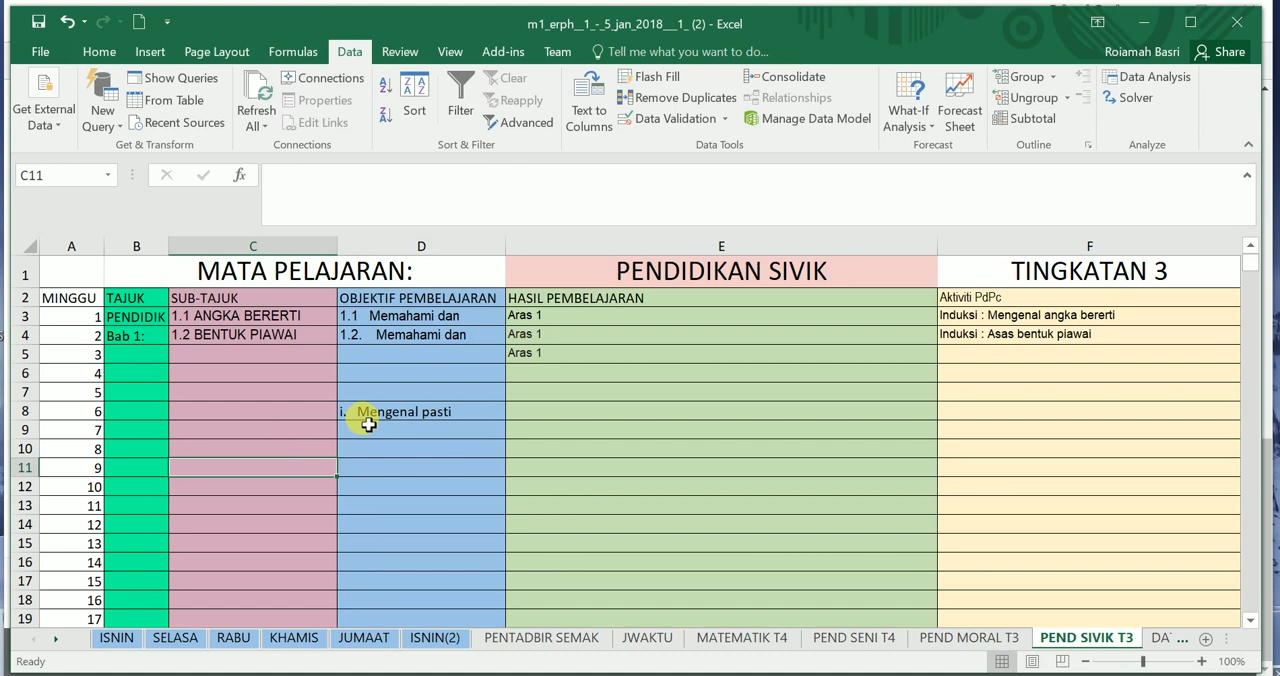 m1_erph__1_-_5_jan_2018___1_ (2) - Excel
File Home Insert Page Layout Formulas Data Review View Add-ins Team Tell me what you want to do... Roiamah Basri Share
Get External Data
New Query
Show Queries
From Table
Recent Sources
Get & Transform
Refresh All
Connections
Properties
Edit Links
Connections
Sort
Filter
Clear
Reapply
Advanced
Sort & Filter
Text to Columns
Flash Fill
Remove Duplicates
Data Validation
Consolidate
Relationships
Manage Data Model
Data Tools
What-If Analysis
Forecast Sheet
Forecast
Group
Ungroup
Subtotal
Outline
Data Analysis
Solver
Analyze
C11 fx
A B C D E F
1 MATA PELAJARAN: PENDIDIKAN SIVIK TINGKATAN 3
2 MINGGU TAJUK SUB-TAJUK OBJEKTIF PEMBELAJARAN HASIL PEMBELAJARAN Aktiviti PdPc
3 1 PENDIDIK 1.1 ANGKA BERERTI 1.1 Memahami dan Aras 1 Induksi : Mengenal angka bererti
4 2 Bab 1: 1.2 BENTUK PIAWAI 1.2. Memahami dan Aras 1 Induksi : Asas bentuk piawai
5 3 Aras 1
6 4
7 5
8 6 i. Mengenal pasti
9 7
10 8
11 9
12 10
13 11
14 12
15 13
16 14
17 15
18 16
19 17
ISNIN SELASA RABU KHAMIS JUMAAT ISNIN(2) PENTADBIR SEMAK JWAKTU MATEMATIK T4 PEND SENI T4 PEND MORAL T3 PEND SIVIK T3 DA ...
Ready 100%